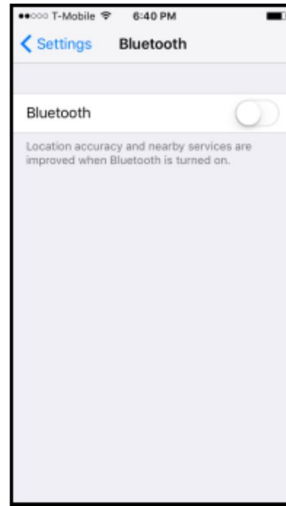 T-Mobile 6:40 PM
Settings Bluetooth
Bluetooth
Location accuracy and nearby services are
improved when Bluetooth is turned on.